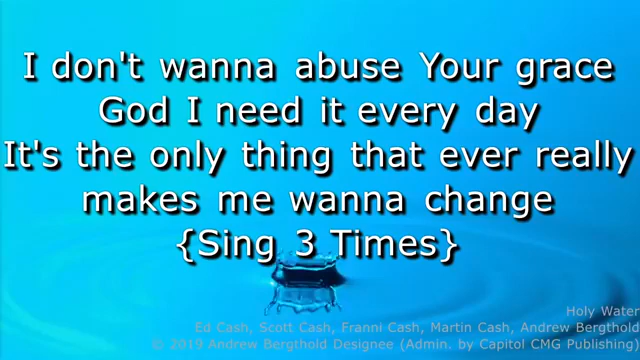 I don't wanna abuse Your grace
God I need it every day
It's the only thing that ever really
makes me wanna change
{Sing 3 Times}
Holy Water
Ed Cash, Scott Cash, Franni Cash, Martin Cash, Andrew Bergthold
© 2019 Andrew Bergthold Designee (Admin. by Capitol CMG Publishing)